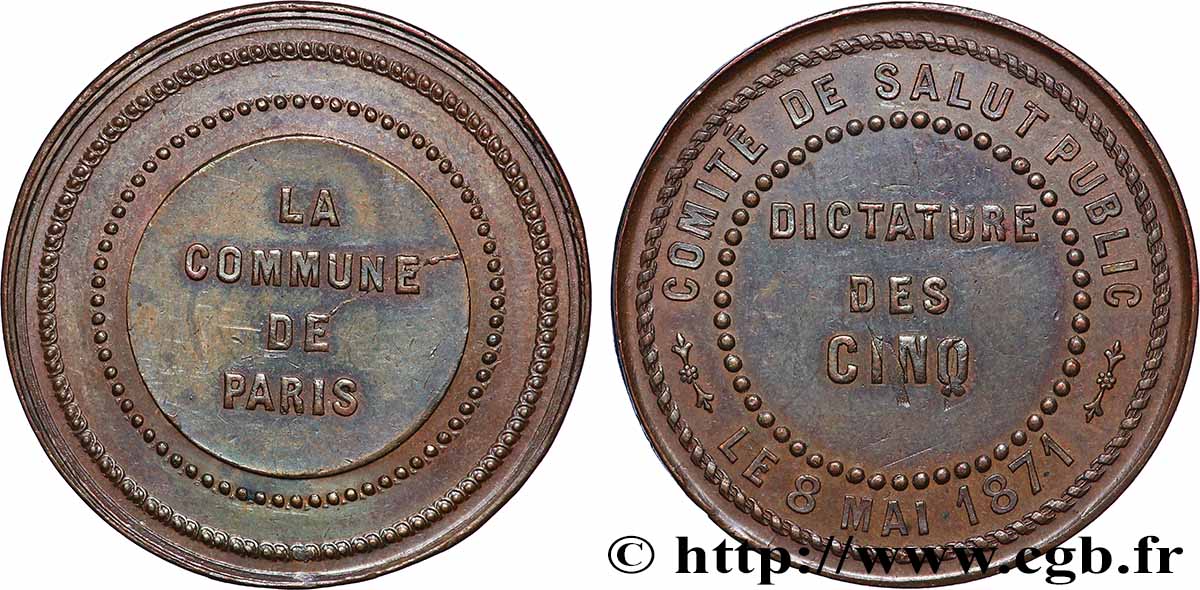 LA
COMMUNE
DE
PARIS
COMITÉ DE SALUT PUBLIC
DICTATURE
DES
CINQ
LE 8 MAI 1871
© http://www.cgb.fr